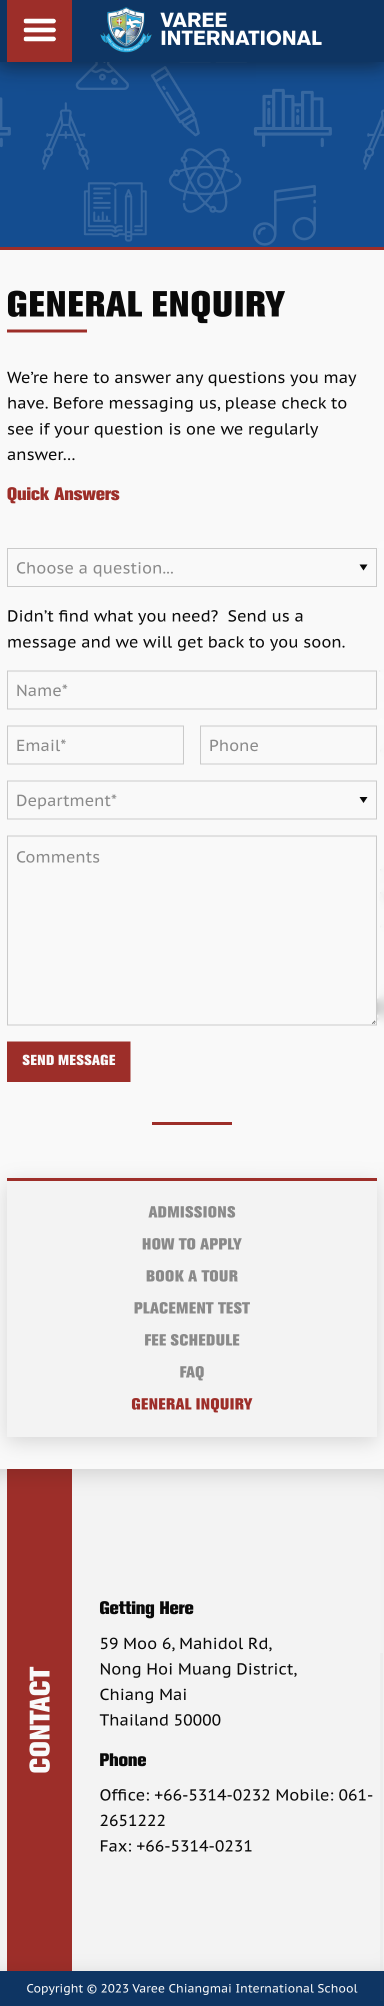 VAREE
INTERNATIONAL
GENERAL ENQUIRY
We're here to answer any questions you may
have. Before messaging us, please check to
see if your question is one we regularly
answer...
Quick Answers
Choose a question...
Didn't find what you need?  Send us a
message and we will get back to you soon.
Name*
Email*
Phone
Department*
Comments
SEND MESSAGE
ADMISSIONS
HOW TO APPLY
BOOK A TOUR
PLACEMENT TEST
FEE SCHEDULE
FAQ
GENERAL INQUIRY
CONTACT
Getting Here
59 Moo 6, Mahidol Rd,
Nong Hoi Muang District,
Chiang Mai
Thailand 50000
Phone
Office: +66-5314-0232 Mobile: 061-
2651222
Fax: +66-5314-0231
Copyright © 2023 Varee Chiangmai International School